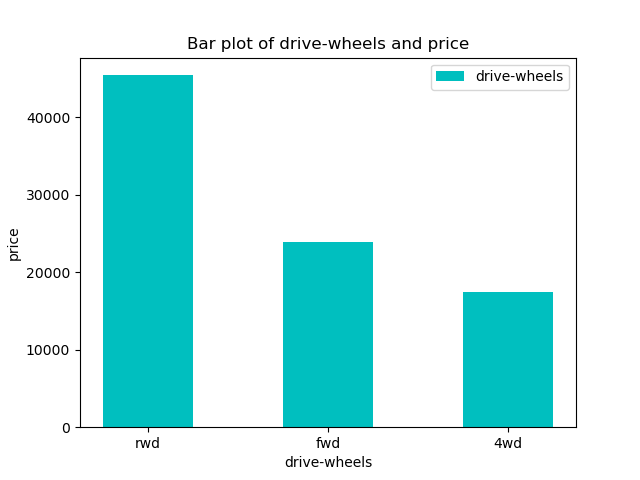 Bar plot of drive-wheels and price
drive-wheels
40000
30000
20000
10000
0
price
rwd
fwd
4wd
drive-wheels